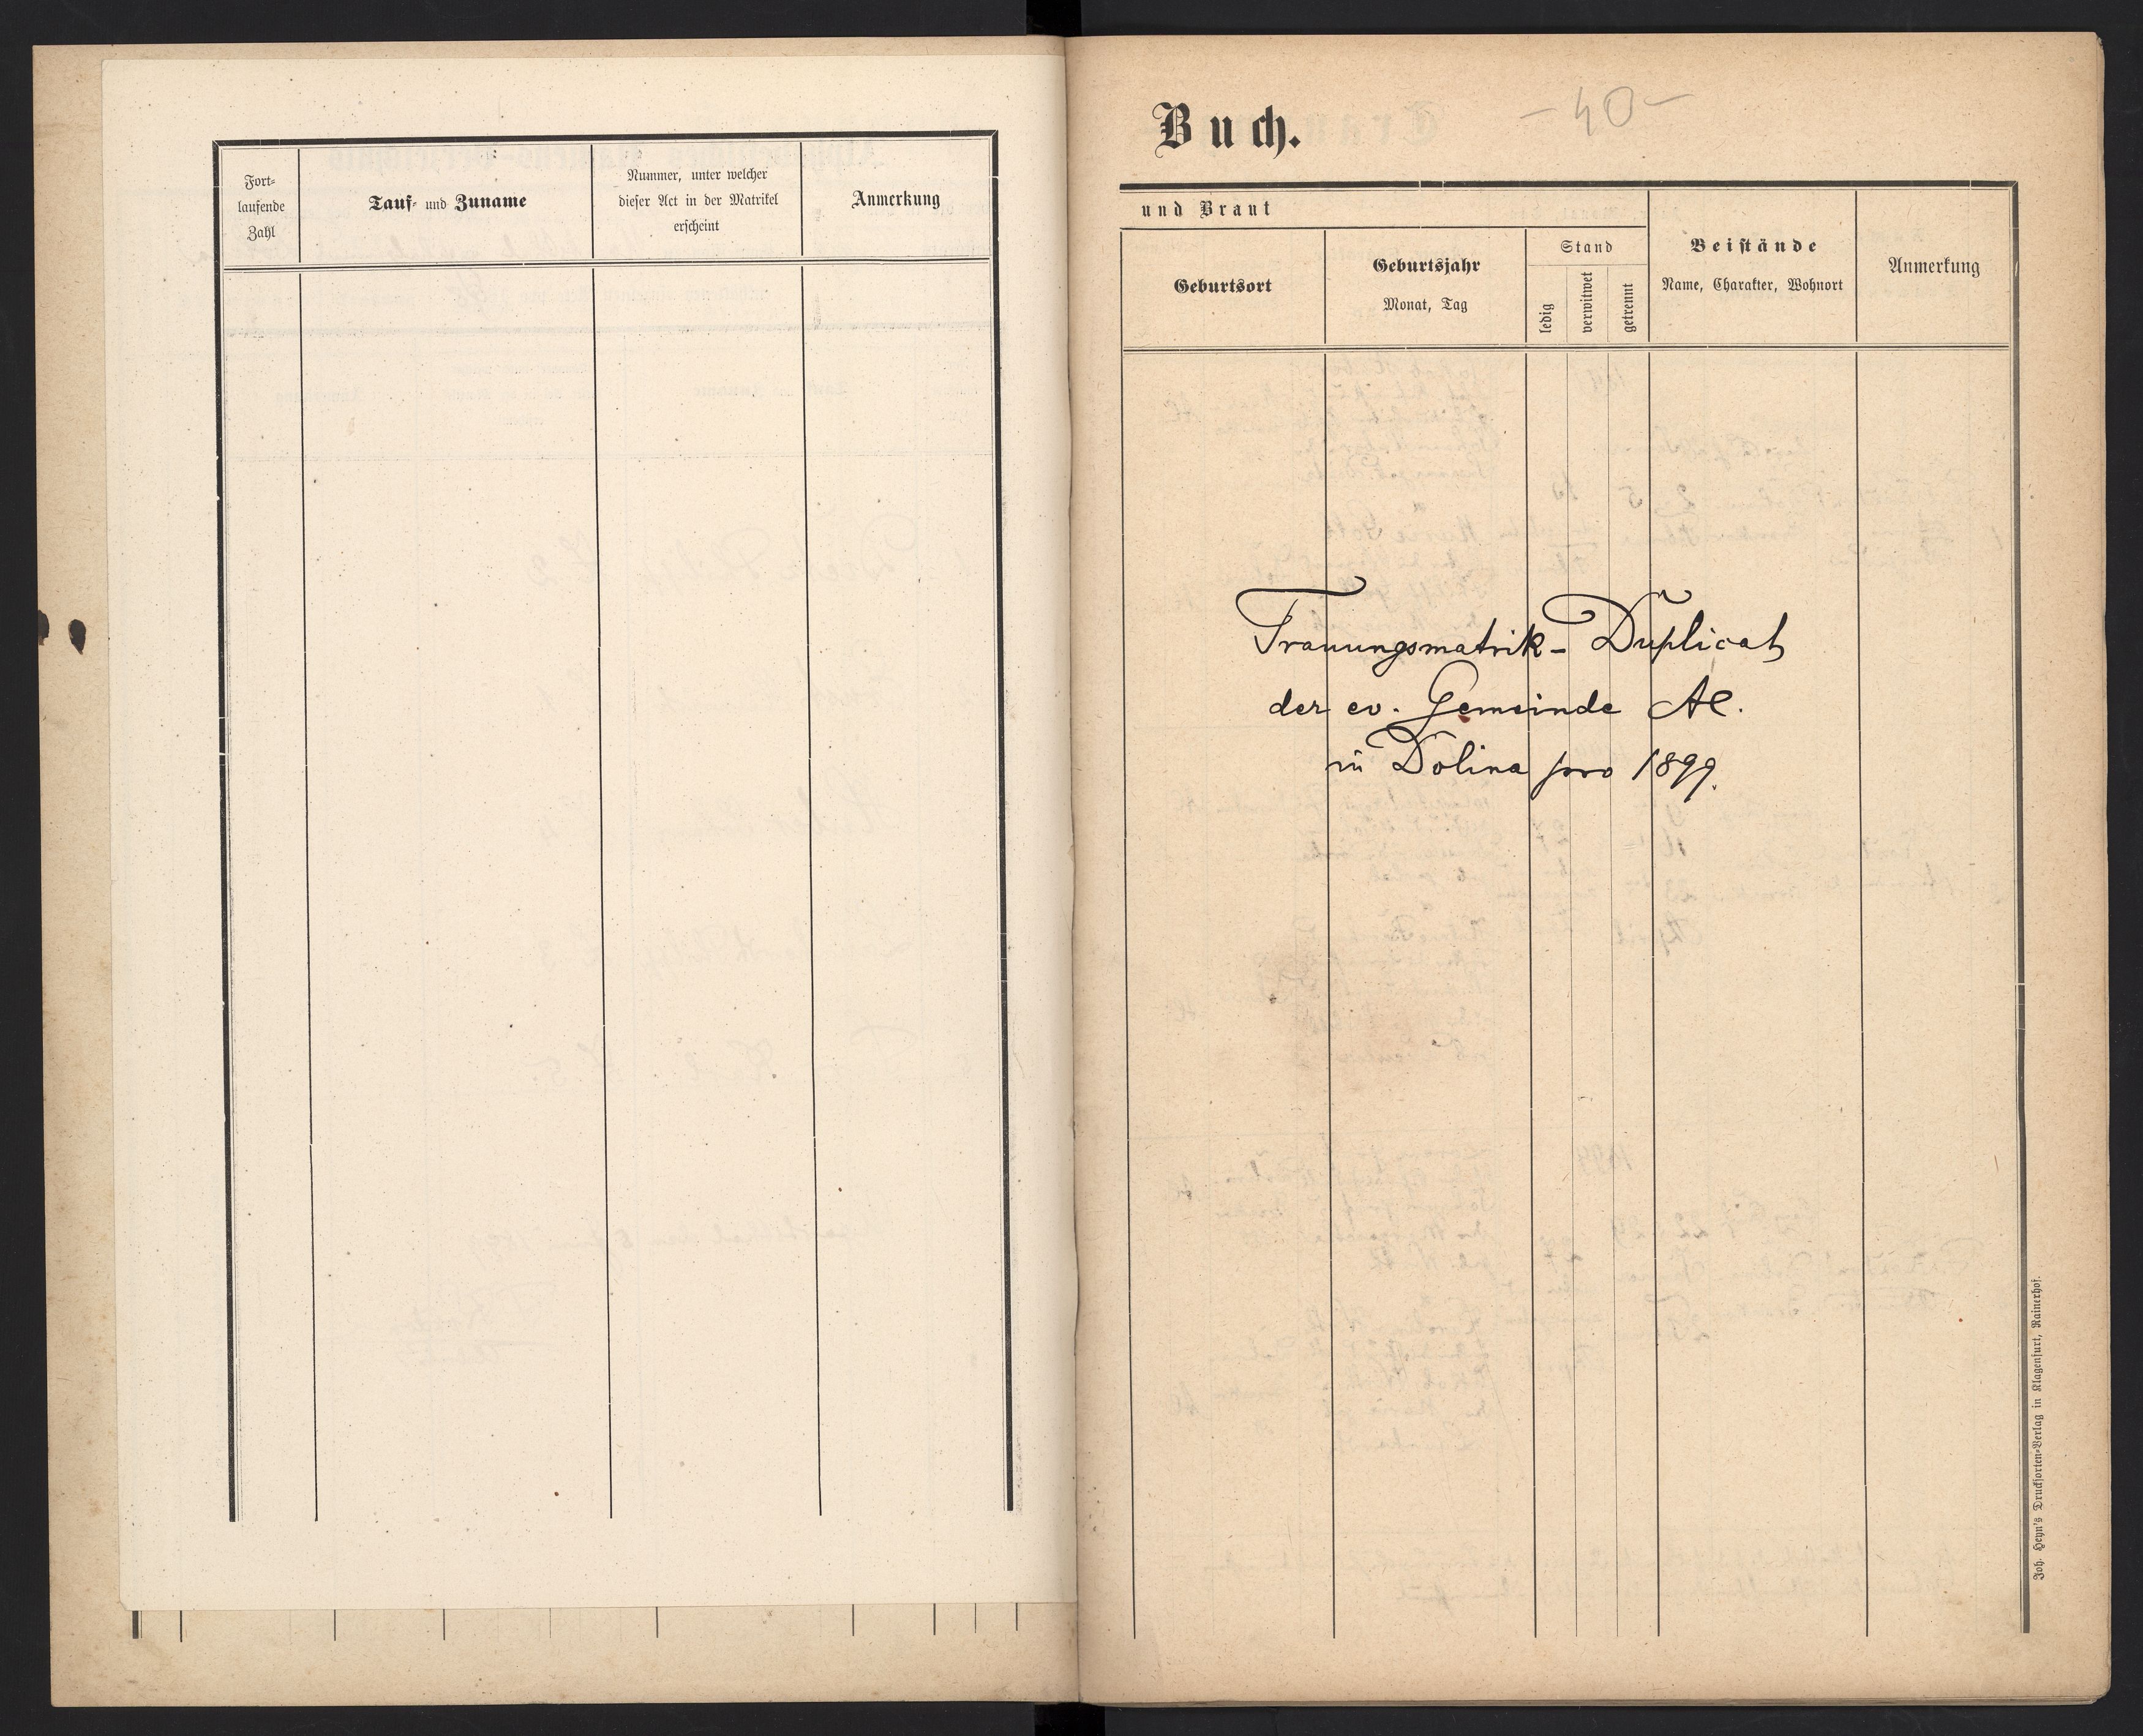 Fort-
laufende
Zahl
Tauf- und Zuname
Nummer, unter welcher
dieser Act in der Matrikel
erscheint
Anmerkung
Buch.
- 40 -
und Braut
Geburtsort
Geburtsjahr
Monat, Tag
Stand
ledig
verwitwet
getrennt
Beistände
Name, Charakter, Wohnort
Anmerkung
Trauungsmatrik- Duplicat
der ev. Gemeinde AC.
in Dolina pro 1899.
Joh. Heyn's Drucksorten-Verlag in Klagenfurt, Rainerhof.